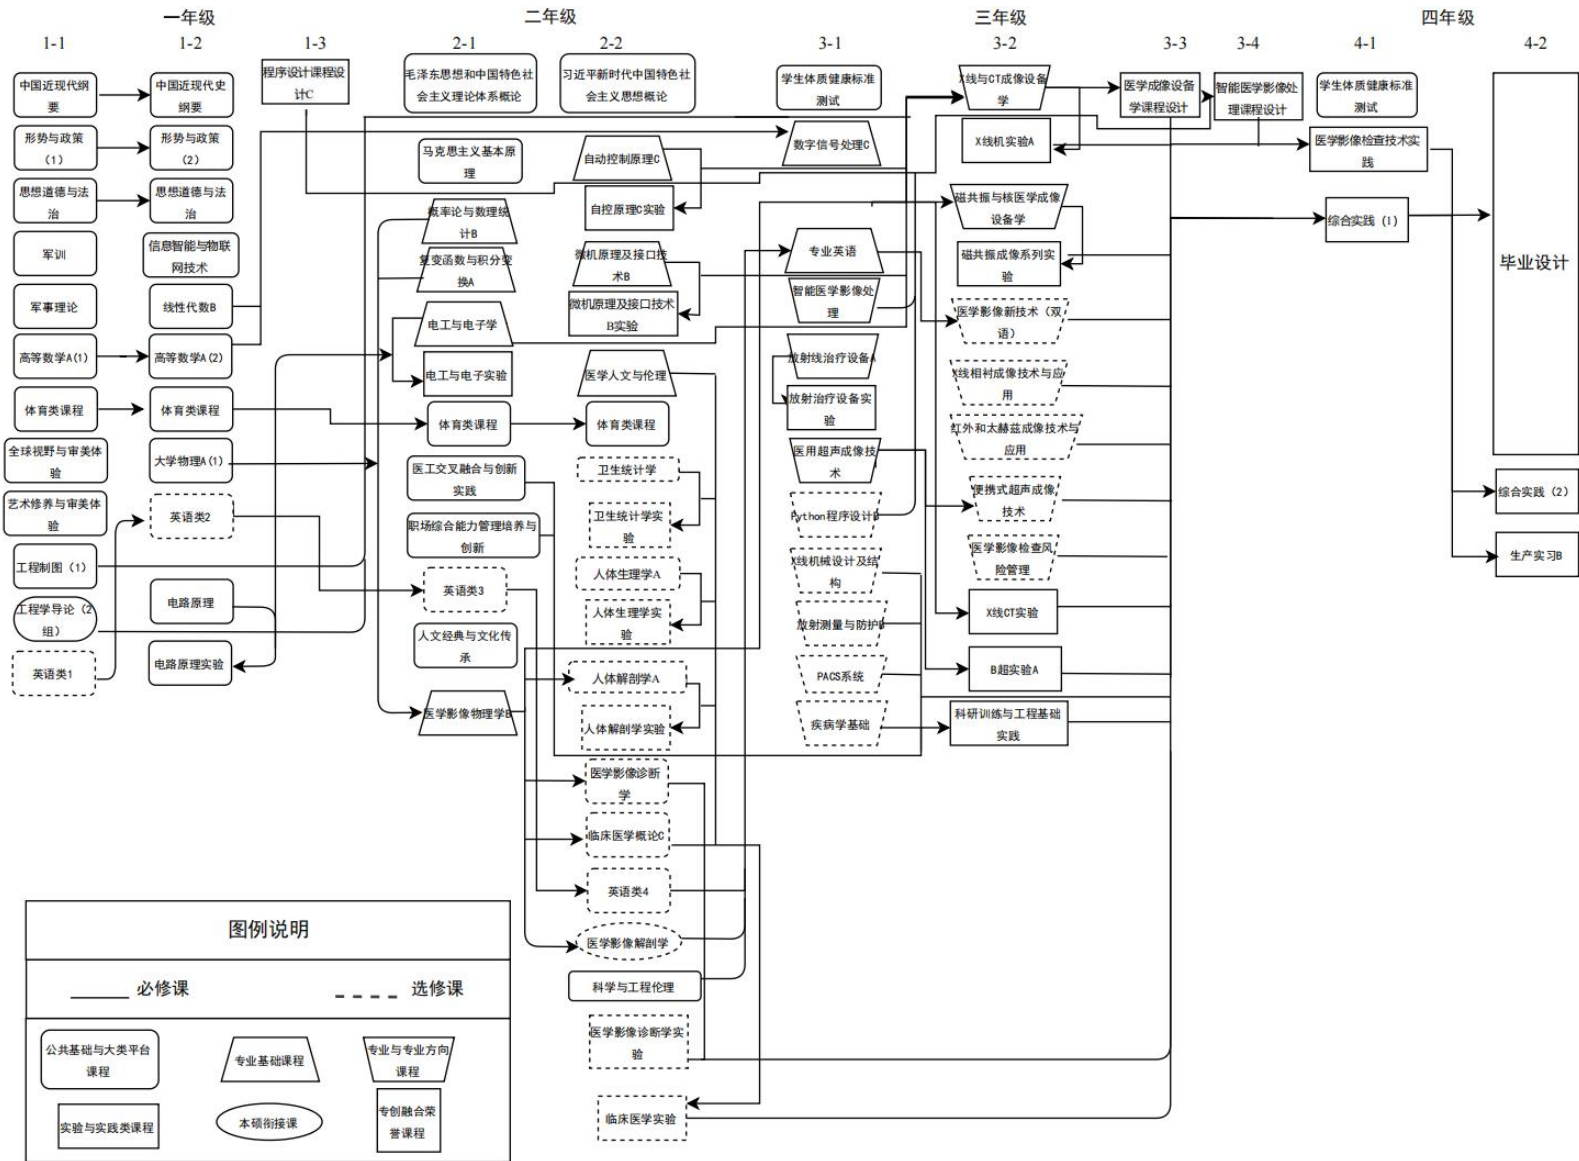 一年级
二年级
三年级
四年级
1-1
1-2
1-3
2-1
2-2
3-1
3-2
3-3
3-4
4-1
4-2
中国近现代纲
要
形势与政策
(1)
思想道德与法
治
军训
军事理论
高等数学A(1)
体育类课程
全球视野与审美体
验
艺术修养与审美体
验
工程制图（1）
工程学导论（2
组）
英语类1
中国近现代史
纲要
形势与政策
(2)
思想道德与法
治
信息智能与物联
网技术
线性代数B
高等数学A(2)
体育类课程
大学物理A(1)
英语类2
电路原理
电路原理实验
程序设计课程设
计C
毛泽东思想和中国特色社
会主义理论体系概论
马克思主义基本原
理
概率论与数理统
计B
复变函数与积分变
换A
电工与电子学
电工与电子实验
体育类课程
医工交叉融合与创新
实践
职场综合能力管理培养与
创新
英语类3
人文经典与文化传
承
医学影像物理学B
习近平新时代中国特色社
会主义思想概论
自动控制原理C
自控原理C实验
微机原理及接口技
术B
微机原理及接口技术
B实验
医学人文与伦理
体育类课程
卫生统计学
卫生统计学实
验
人体生理学A
人体生理学实
验
人体解剖学A
人体解剖学实验
医学影像诊断
学
临床医学概论C
英语类4
医学影像解剖学
科学与工程伦理
医学影像诊断学实
验
临床医学实验
学生体质健康标准
测试
数字信号处理C
专业英语
智能医学影像处
理
放射线治疗设备A
放射治疗设备实
验
医用超声成像技
术
Python程序设计B
X线机械设计及结
构
放射测量与防护B
PACS系统
疾病学基础
X线与CT成像设备
学
X线机实验A
磁共振与核医学成像
设备学
磁共振成像系列实
验
医学影像新技术（双
语）
X线相衬成像技术与应
用
红外和太赫兹成像技术与
应用
便携式超声成像
技术
医学影像检查风
险管理
X线CT实验
B超实验A
科研训练与工程基础
实践
医学成像设备
学课程设计
智能医学影像处
理课程设计
学生体质健康标准
测试
医学影像检查技术实
践
综合实践（1）
毕业设计
综合实践（2）
生产实习B
图例说明
必修课
选修课
公共基础与大类平台
课程
专业基础课程
专业与专业方向
课程
实验与实践类课程
本硕衔接课
专创融合荣
誉课程